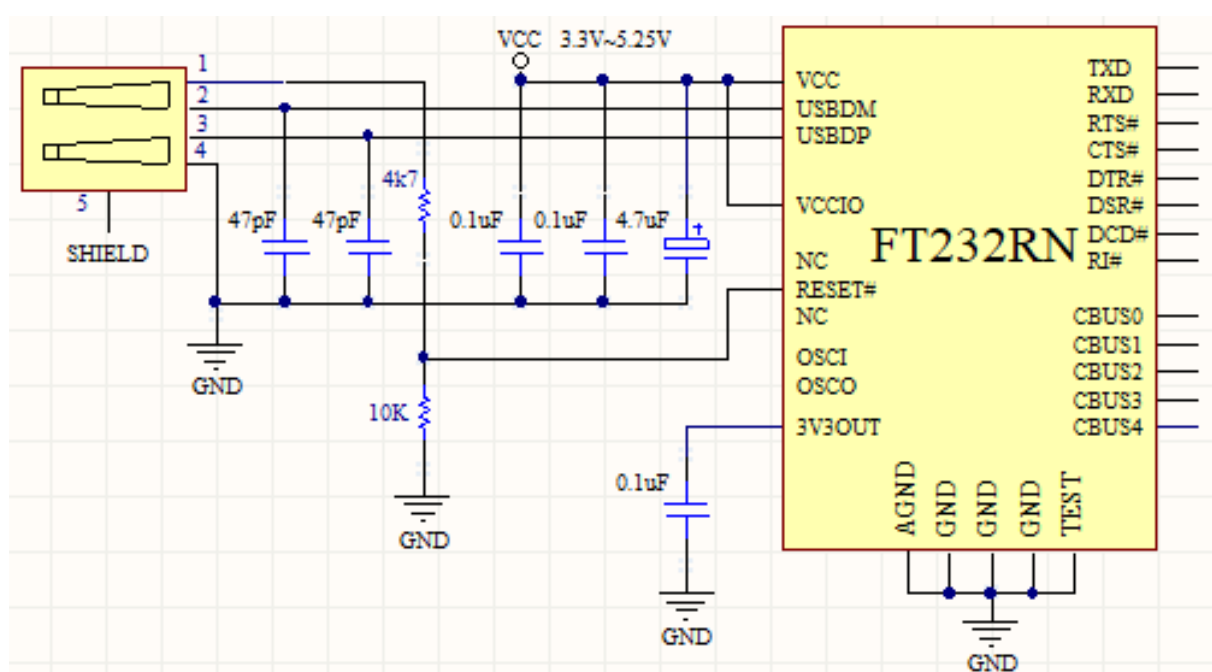 VCC 3.3V~5.25V
1
2
3
4
5
SHIELD
47pF
47pF
4k7
0.1uF
0.1uF
4.7uF
+
10K
0.1uF
GND
GND
GND
GND
FT232RN
VCC
USBDM
USBDP
VCCIO
NC
RESET#
NC
OSCI
OSCO
3V3OUT
TXD
RXD
RTS#
CTS#
DTR#
DSR#
DCD#
RI#
CBUS0
CBUS1
CBUS2
CBUS3
CBUS4
AGND
GND
GND
GND
TEST